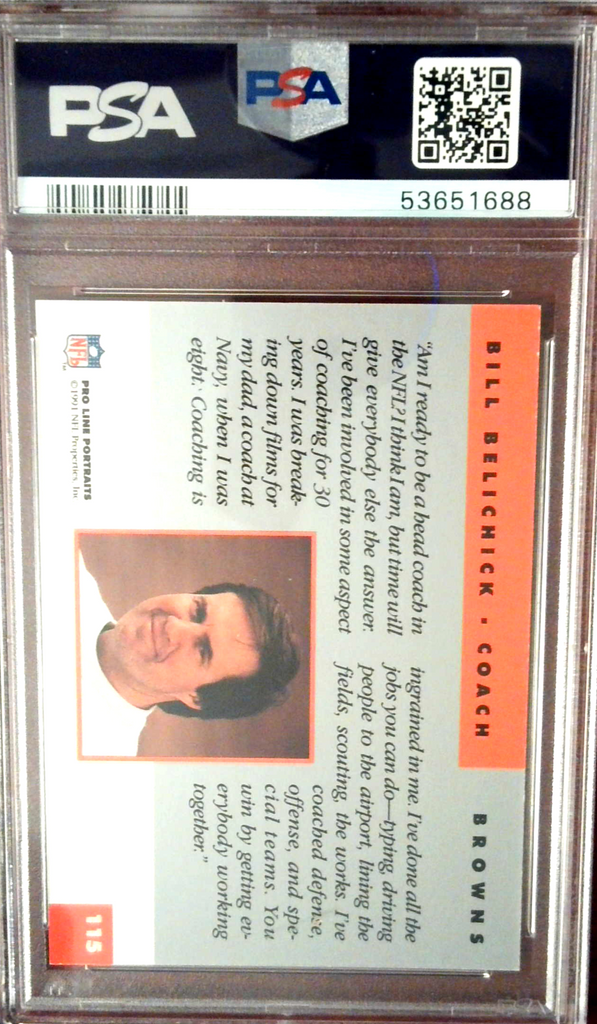 PSA
PSA
53651688
BILL BELICHICK · COACH
BROWNS
"Am I ready to be a head coach in
the NFL? I think I am, but time will
give everybody else the answer.
I've been involved in some aspect
of coaching for 30
years. I was break-
ing down films for
my dad, a coach at
Navy, when I was
eight.' Coaching is
ingrained in me. I've done all the
jobs you can do—typing, driving
people to the airport, lining the
fields, scouting, the works. I've
coached defense,
offense, and spe-
cial teams. You
win by getting ev-
erybody working
together."
NFL
PRO LINE PORTRAITS
©1991 NFL Properties, Inc.
115